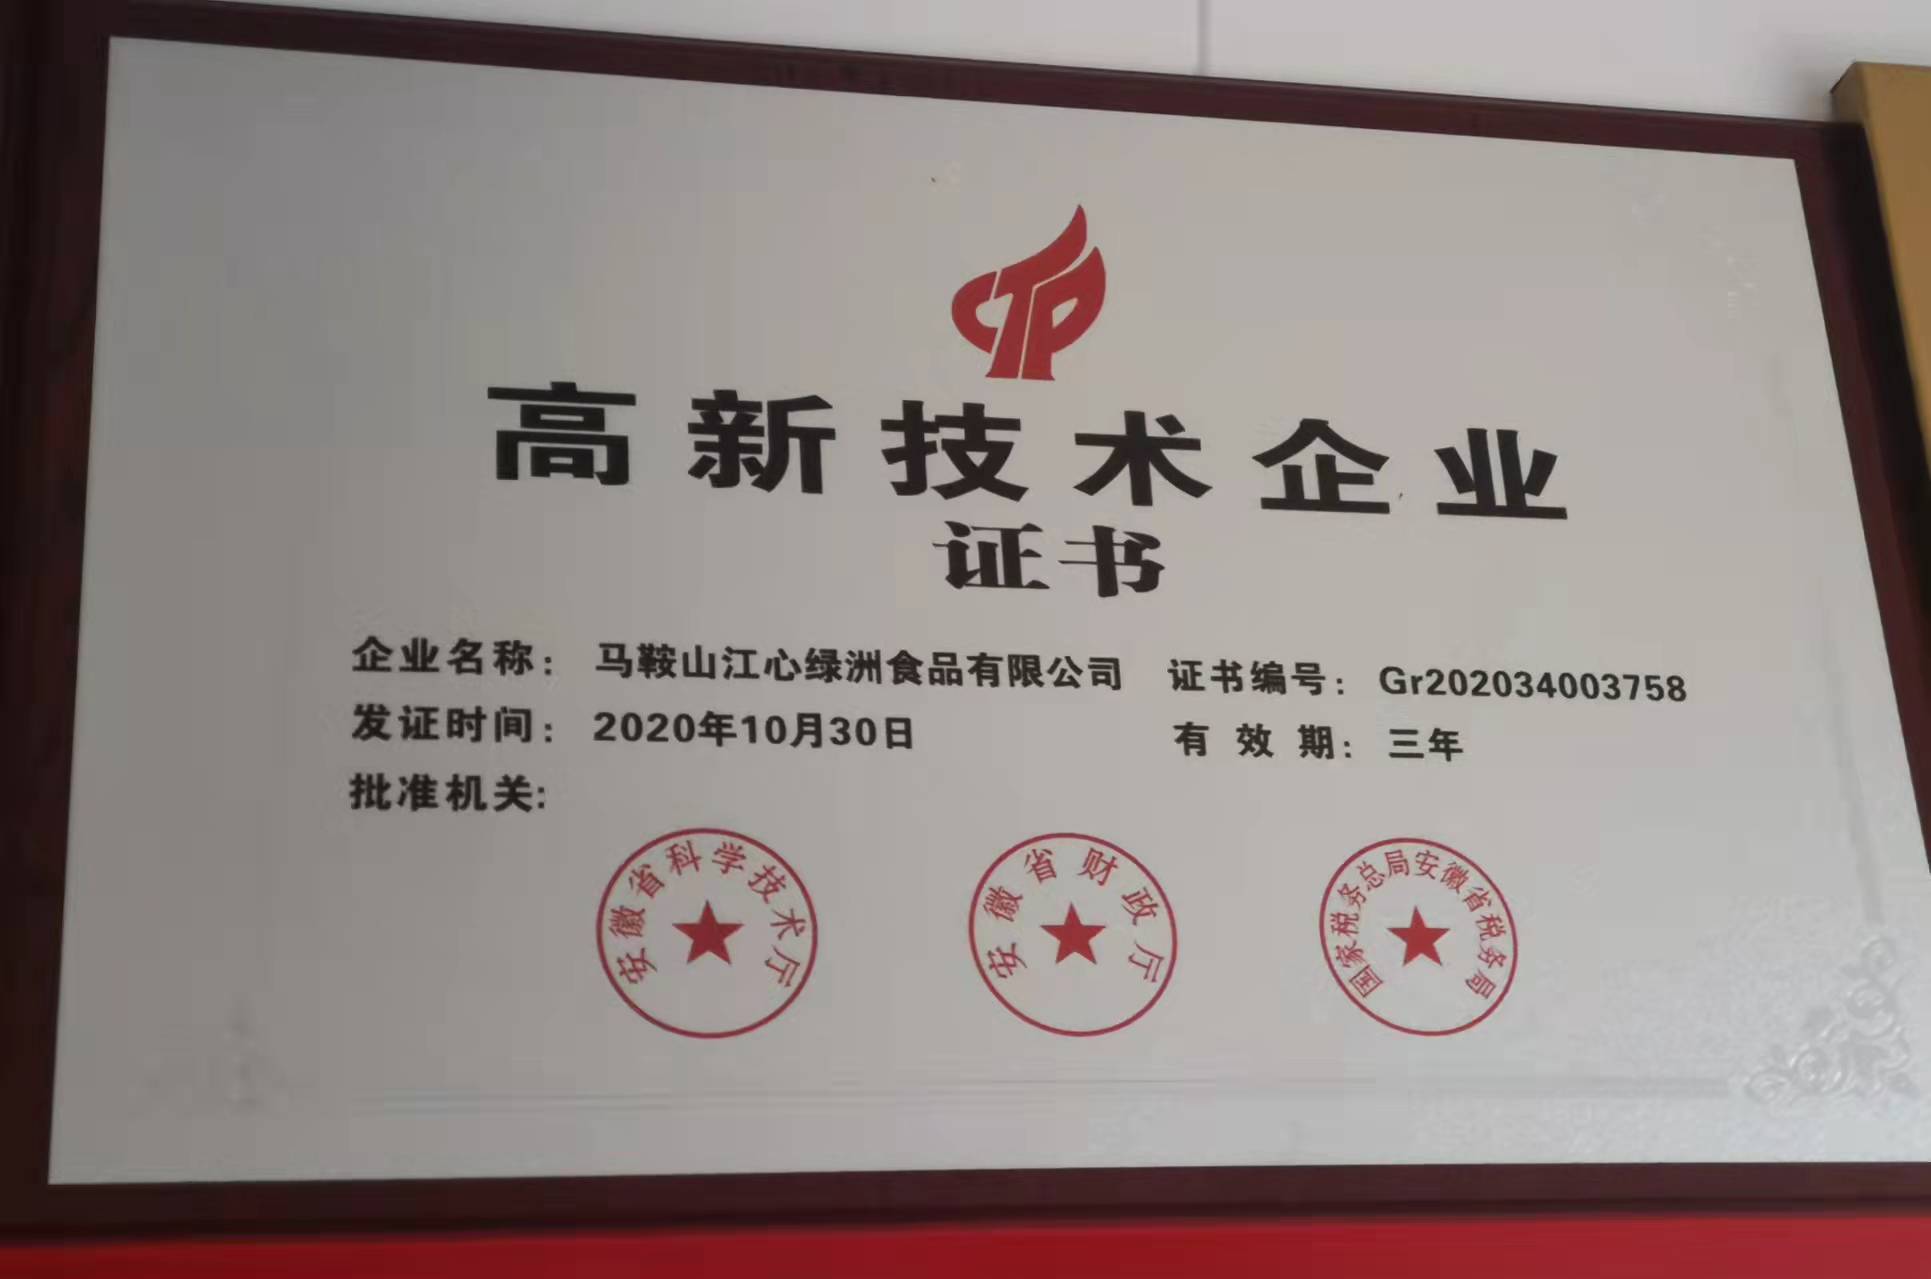 CTP
高新技术企业
证书
企业名称： 马鞍山江心绿洲食品有限公司 证书编号： Gr202034003758
发证时间： 2020年10月30日 有效期： 三年
批准机关:
安徽省科学技术厅
安徽省财政厅
国家税务总局安徽省税务局